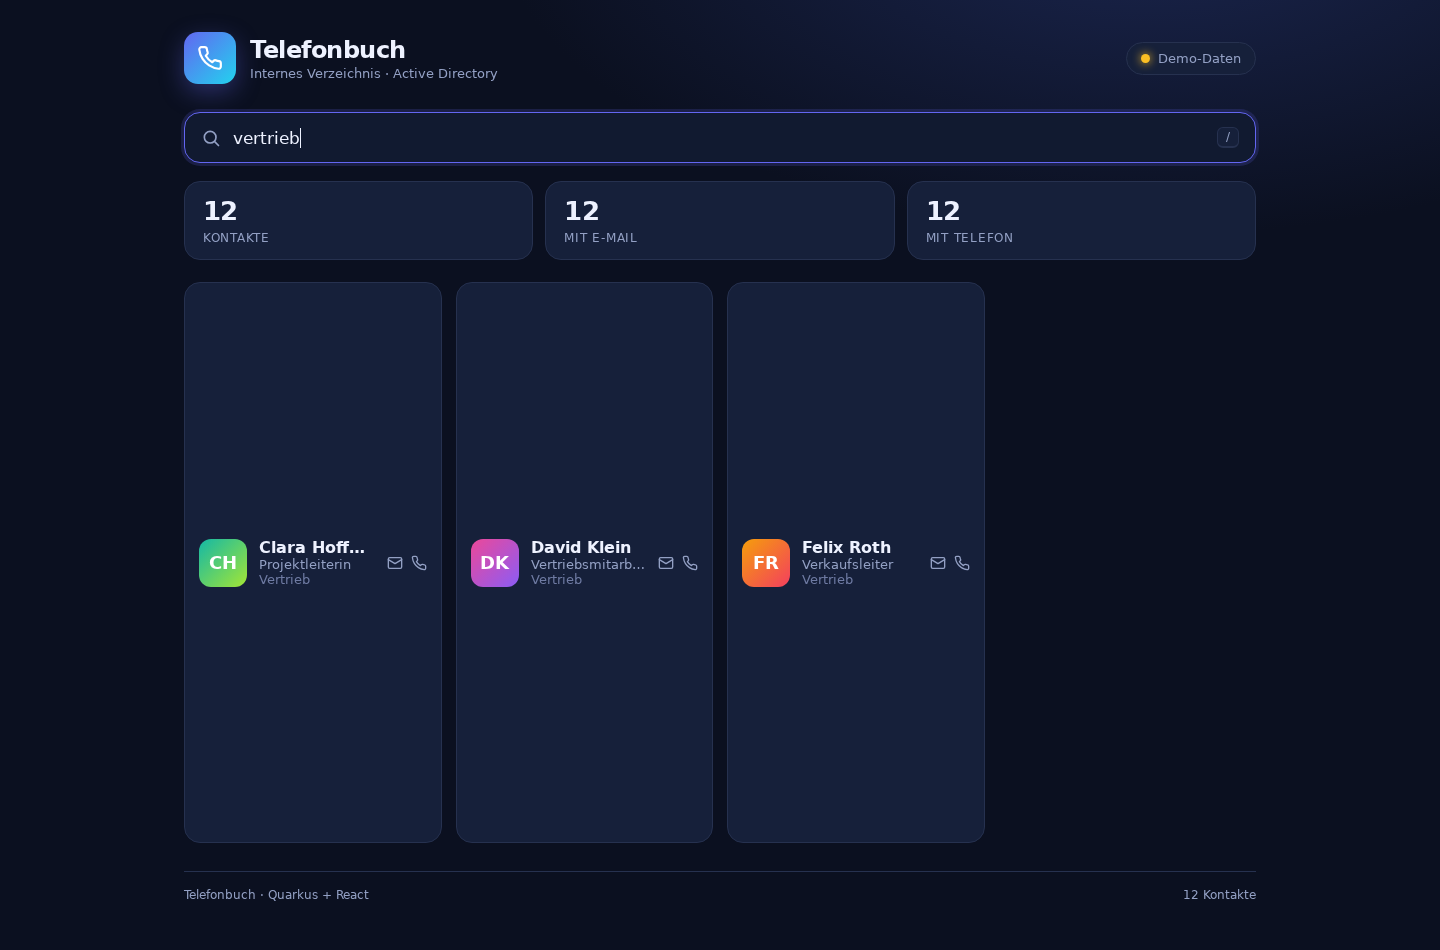 Telefonbuch
Internes Verzeichnis · Active Directory
Demo-Daten
vertrieb
/
12
KONTAKTE
12
MIT E-MAIL
12
MIT TELEFON
CH
Clara Hoff…
Projektleiterin
Vertrieb
DK
David Klein
Vertriebsmitarb…
Vertrieb
FR
Felix Roth
Verkaufsleiter
Vertrieb
Telefonbuch · Quarkus + React
12 Kontakte